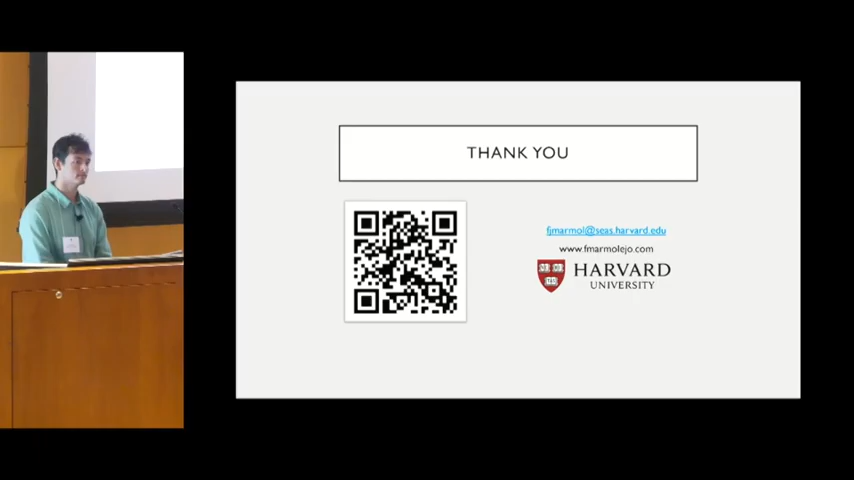 THANK YOU
fjmarmol@seas.harvard.edu
www.fmarmolejo.com
HARVARD
UNIVERSITY